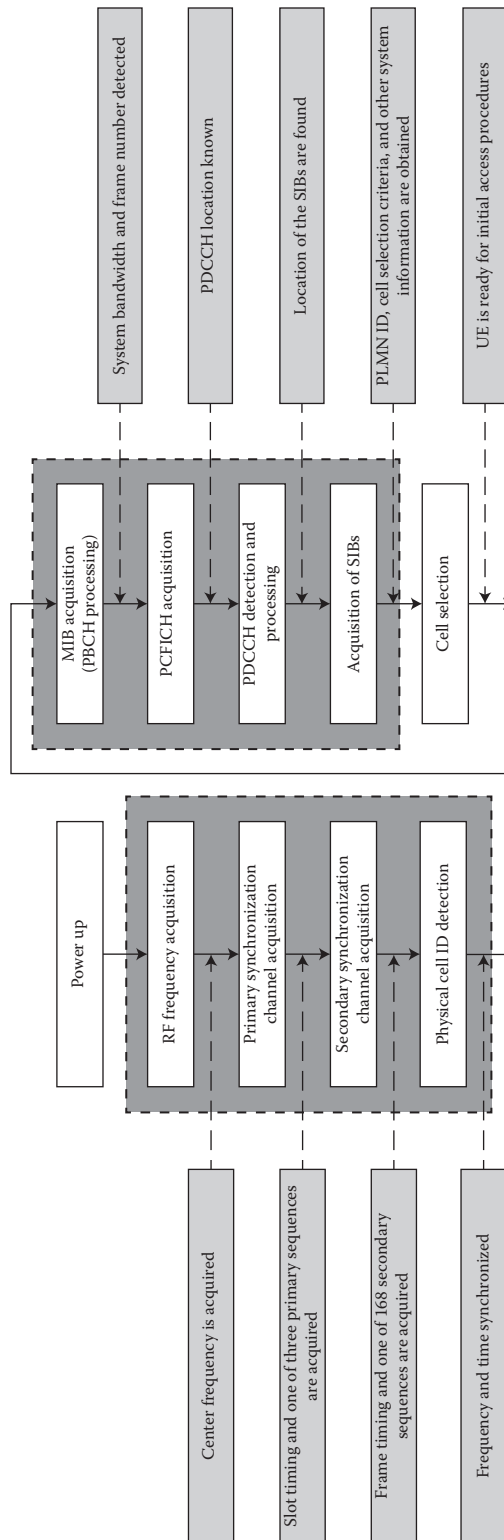 Power up
RF frequency acquisition
Center frequency is acquired
Primary synchronization
channel acquisition
Slot timing and one of three primary sequences
are acquired
Secondary synchronization
channel acquisition
Frame timing and one of 168 secondary
sequences are acquired
Physical cell ID detection
Frequency and time synchronized
MIB acquisition
(PBCH processing)
System bandwidth and frame number detected
PCFICH acquisition
PDCCH location known
PDCCH detection and
processing
Location of the SIBs are found
Acquisition of SIBs
PLMN ID, cell selection criteria, and other system
information are obtained
Cell selection
UE is ready for initial access procedures